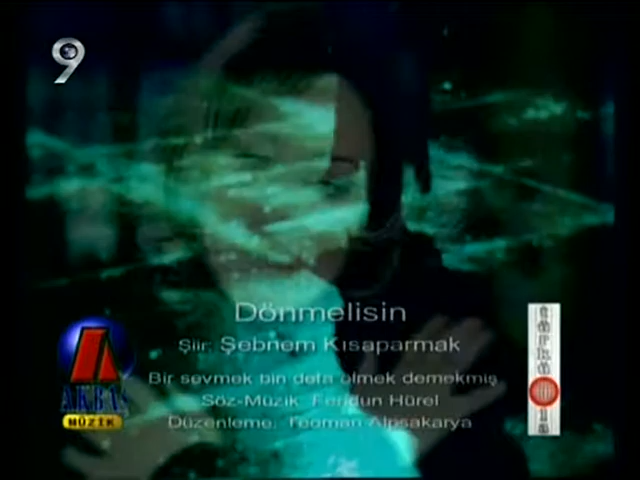 9
Dönmelisin
Şiir: Şebnem Kısaparmak
Bir sevmek bin defa ölmek demekmiş
Söz-Müzik: Feridun Hürel
Düzenleme: Teoman Alpsakarya
AKBAŞ
MÜZİK